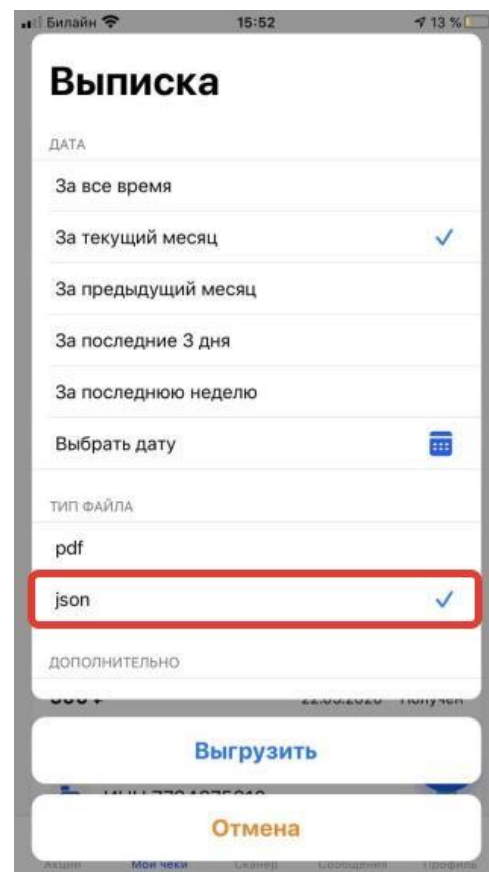 Билайн 15:52 13 %
Выписка
ДАТА
За все время
За текущий месяц
За предыдущий месяц
За последние 3 дня
За последнюю неделю
Выбрать дату
ТИП ФАЙЛА
pdf
json
ДОПОЛНИТЕЛЬНО
Выгрузить
Отмена
Мои чеки